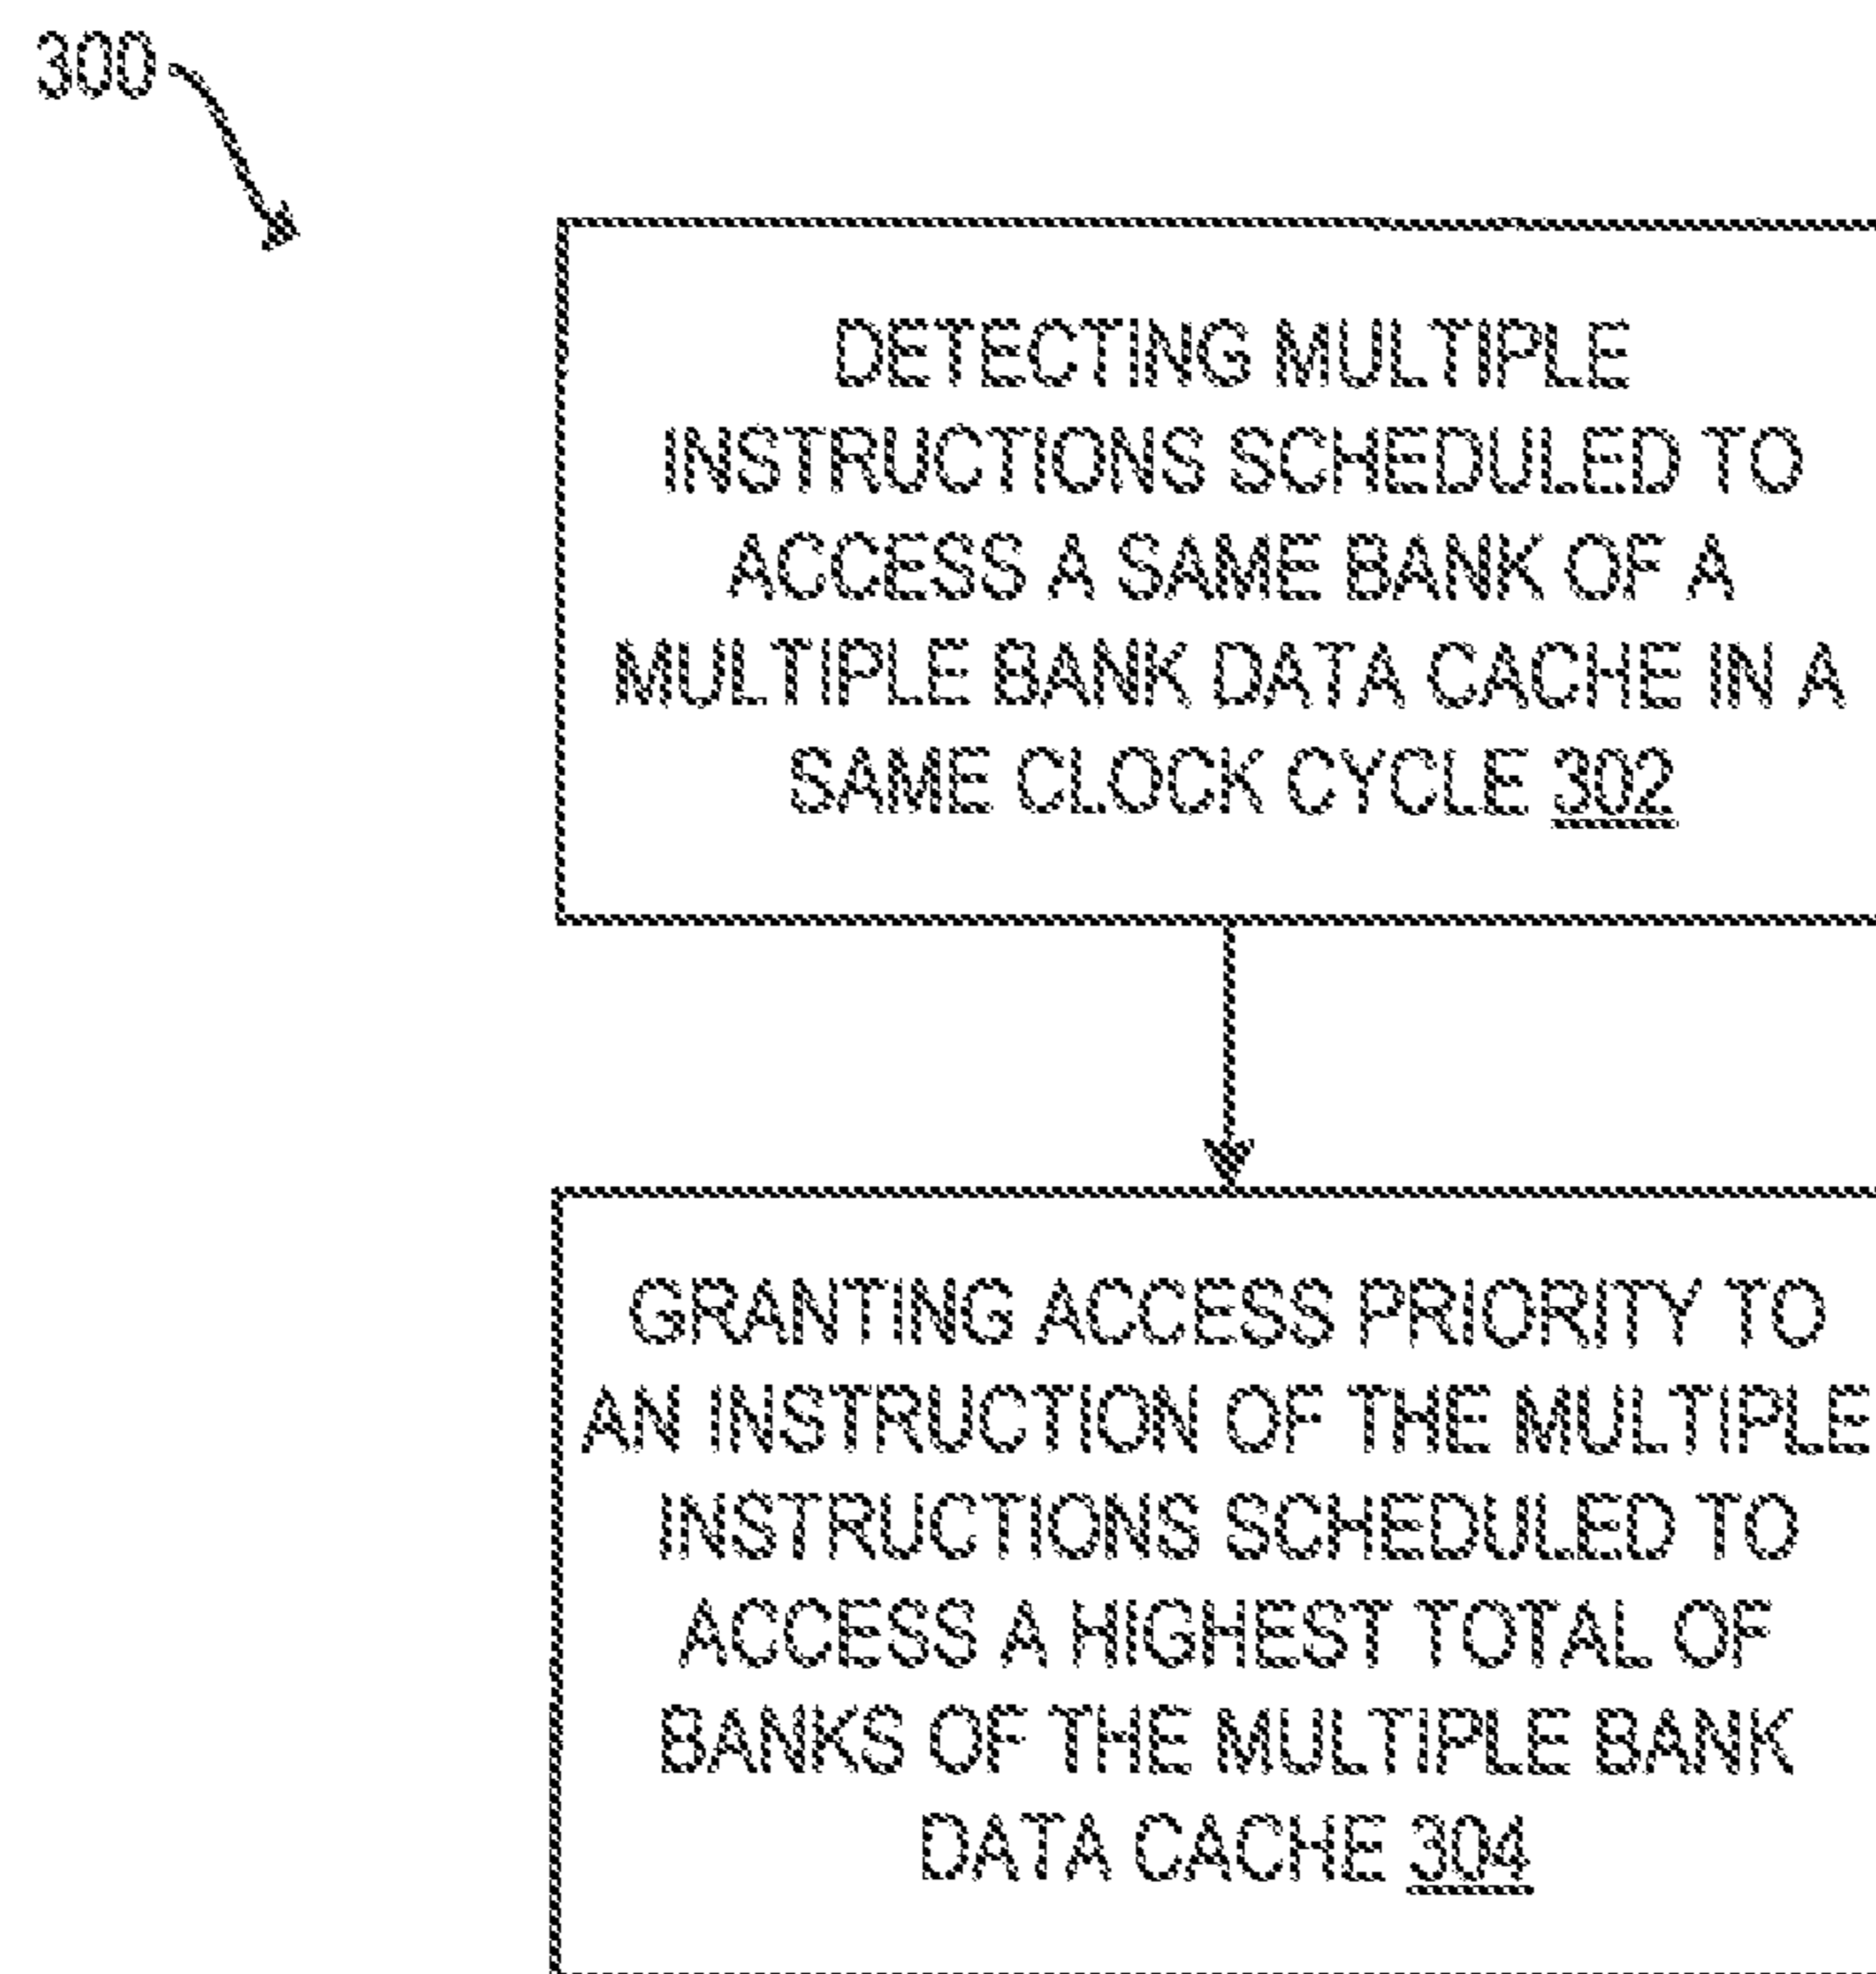 300
DETECTING MULTIPLE
INSTRUCTIONS SCHEDULED TO
ACCESS A SAME BANK OF A
MULTIPLE BANK DATA CACHE IN A
SAME CLOCK CYCLE 302
GRANTING ACCESS PRIORITY TO
AN INSTRUCTION OF THE MULTIPLE
INSTRUCTIONS SCHEDULED TO
ACCESS A HIGHEST TOTAL OF
BANKS OF THE MULTIPLE BANK
DATA CACHE 304